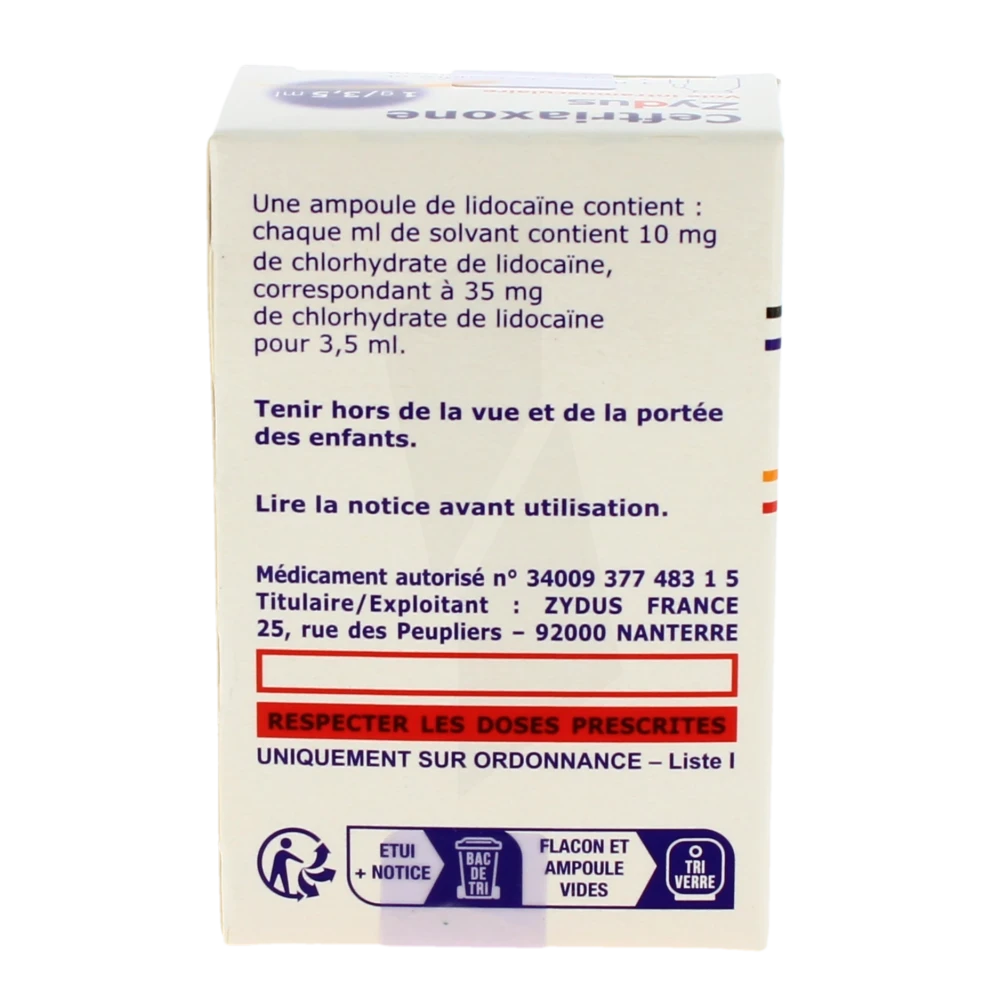 Ceftriaxone
Zydus
Voie intramusculaire
1 g/3,5 ml
Une ampoule de lidocaïne contient :
chaque ml de solvant contient 10 mg
de chlorhydrate de lidocaïne,
correspondant à 35 mg
de chlorhydrate de lidocaïne
pour 3,5 ml.
Tenir hors de la vue et de la portée
des enfants.
Lire la notice avant utilisation.
Médicament autorisé n° 34009 377 483 1 5
Titulaire/Exploitant : ZYDUS FRANCE
25, rue des Peupliers – 92000 NANTERRE
RESPECTER LES DOSES PRESCRITES
UNIQUEMENT SUR ORDONNANCE – Liste I
ETUI
+ NOTICE
BAC
DE
TRI
FLACON ET
AMPOULE
VIDES
TRI
VERRE